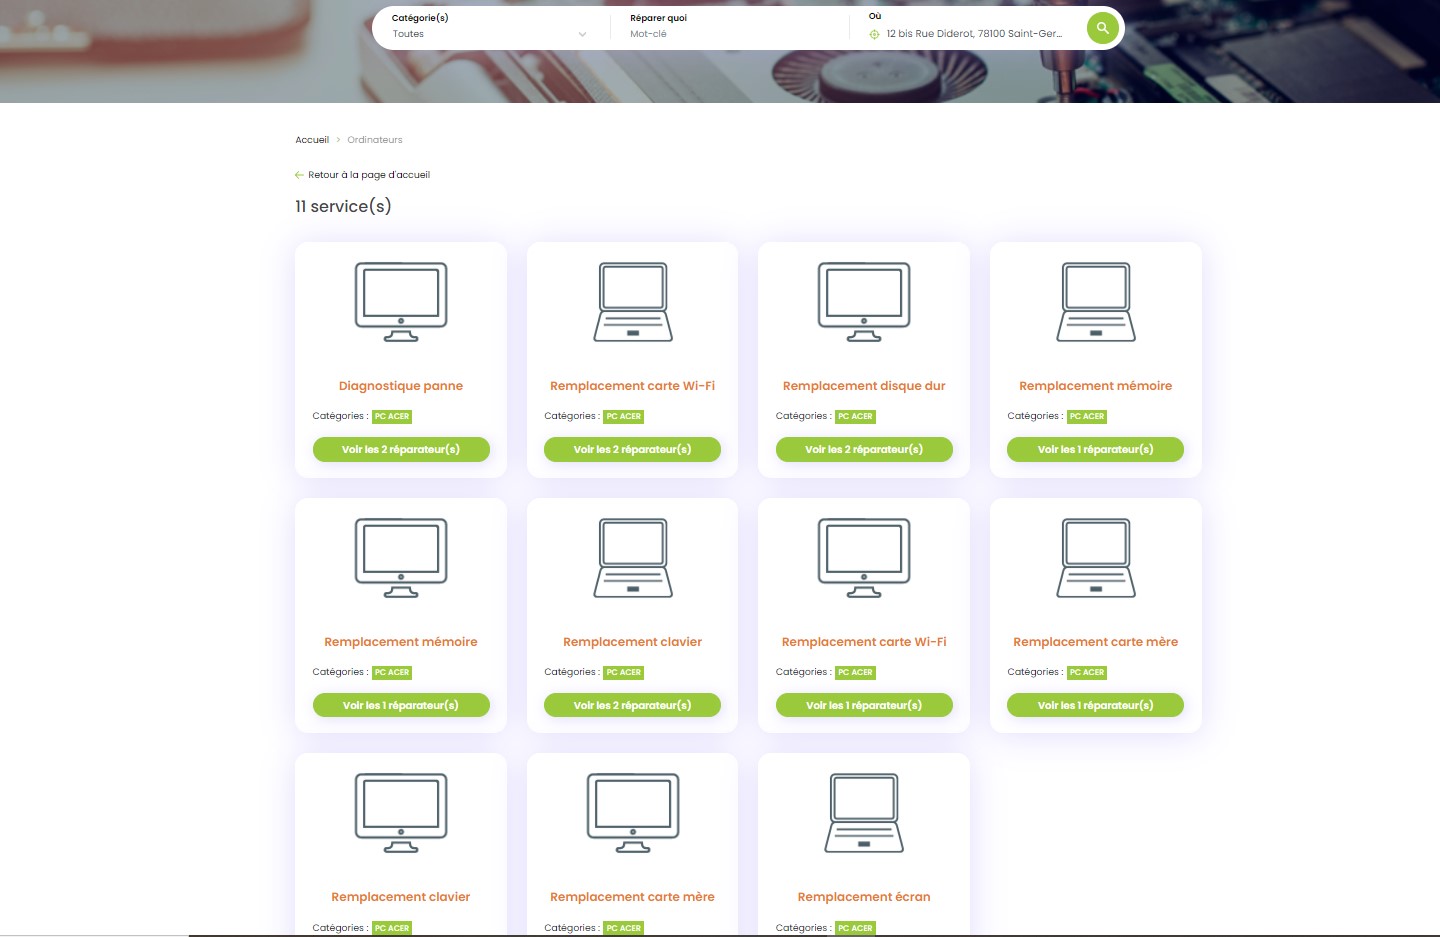 Catégorie(s)
Toutes
Réparer quoi
Mot-clé
Où
12 bis Rue Diderot, 78100 Saint-Ger...
Accueil > Ordinateurs
← Retour à la page d'accueil
11 service(s)
Diagnostique panne
Catégories : PC ACER
Voir les 2 réparateur(s)
Remplacement carte Wi-Fi
Catégories : PC ACER
Voir les 2 réparateur(s)
Remplacement disque dur
Catégories : PC ACER
Voir les 2 réparateur(s)
Remplacement mémoire
Catégories : PC ACER
Voir les 1 réparateur(s)
Remplacement mémoire
Catégories : PC ACER
Voir les 1 réparateur(s)
Remplacement clavier
Catégories : PC ACER
Voir les 2 réparateur(s)
Remplacement carte Wi-Fi
Catégories : PC ACER
Voir les 1 réparateur(s)
Remplacement carte mère
Catégories : PC ACER
Voir les 1 réparateur(s)
Remplacement clavier
Catégories : PC ACER
Remplacement carte mère
Catégories : PC ACER
Remplacement écran
Catégories : PC ACER